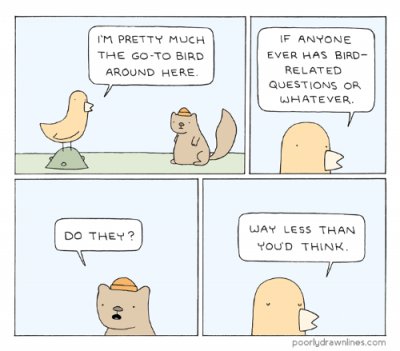 I'M PRETTY MUCH
THE GO-TO BIRD
AROUND HERE.
IF ANYONE
EVER HAS BIRD-
RELATED
QUESTIONS OR
WHATEVER.
DO THEY?
WAY LESS THAN
YOU'D THINK.
poorlydrawnlines.com